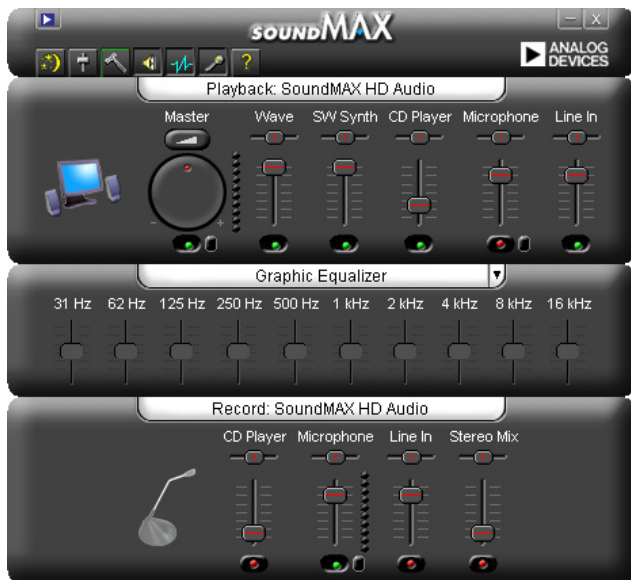 SOUNDMAX
X
?
ANALOG
DEVICES
Playback: SoundMAX HD Audio
Master Wave SW Synth CD Player Microphone Line In
- +
Graphic Equalizer
31 Hz 62 Hz 125 Hz 250 Hz 500 Hz 1 kHz 2 kHz 4 kHz 8 kHz 16 kHz
Record: SoundMAX HD Audio
CD Player Microphone Line In Stereo Mix